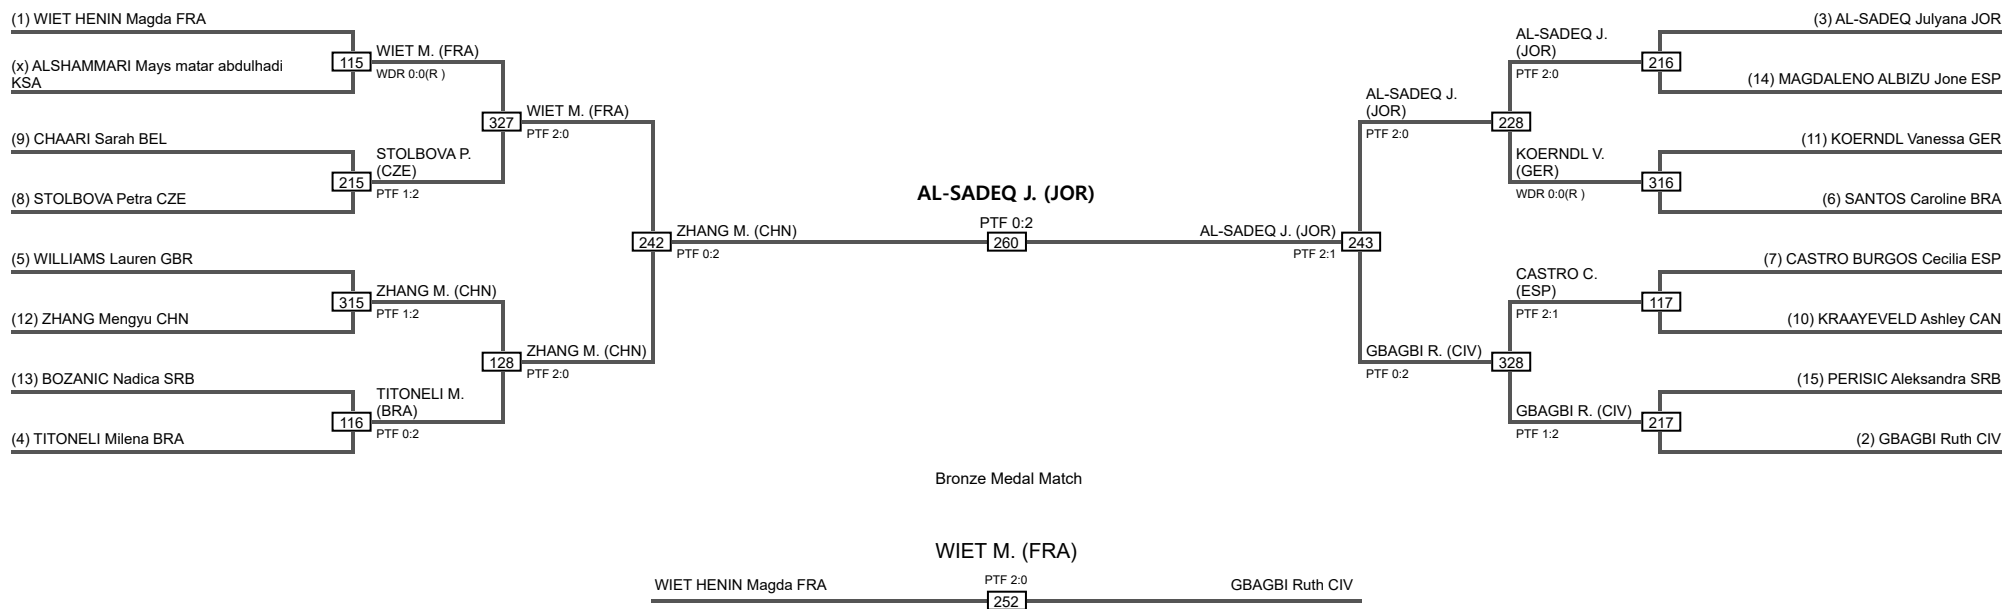 (1) WIET HENIN Magda FRA
(x) ALSHAMMARI Mays matar abdulhadi
KSA
115
WIET M. (FRA)
WDR 0:0(R )
(9) CHAARI Sarah BEL
(8) STOLBOVA Petra CZE
215
STOLBOVA P.
(CZE)
PTF 1:2
327
WIET M. (FRA)
PTF 2:0
(5) WILLIAMS Lauren GBR
(12) ZHANG Mengyu CHN
315
ZHANG M. (CHN)
PTF 1:2
(13) BOZANIC Nadica SRB
(4) TITONELI Milena BRA
116
TITONELI M.
(BRA)
PTF 0:2
128
ZHANG M. (CHN)
PTF 2:0
242
ZHANG M. (CHN)
PTF 0:2
AL-SADEQ J. (JOR)
PTF 0:2
260
AL-SADEQ J. (JOR)
PTF 2:1
243
AL-SADEQ J.
(JOR)
PTF 2:0
228
AL-SADEQ J.
(JOR)
PTF 2:0
216
(3) AL-SADEQ Julyana JOR
(14) MAGDALENO ALBIZU Jone ESP
KOERNDL V.
(GER)
WDR 0:0(R )
316
(11) KOERNDL Vanessa GER
(6) SANTOS Caroline BRA
GBAGBI R. (CIV)
PTF 0:2
328
CASTRO C.
(ESP)
PTF 2:1
117
(7) CASTRO BURGOS Cecilia ESP
(10) KRAAYEVELD Ashley CAN
GBAGBI R. (CIV)
PTF 1:2
217
(15) PERISIC Aleksandra SRB
(2) GBAGBI Ruth CIV
Bronze Medal Match
WIET M. (FRA)
WIET HENIN Magda FRA
PTF 2:0
252
GBAGBI Ruth CIV